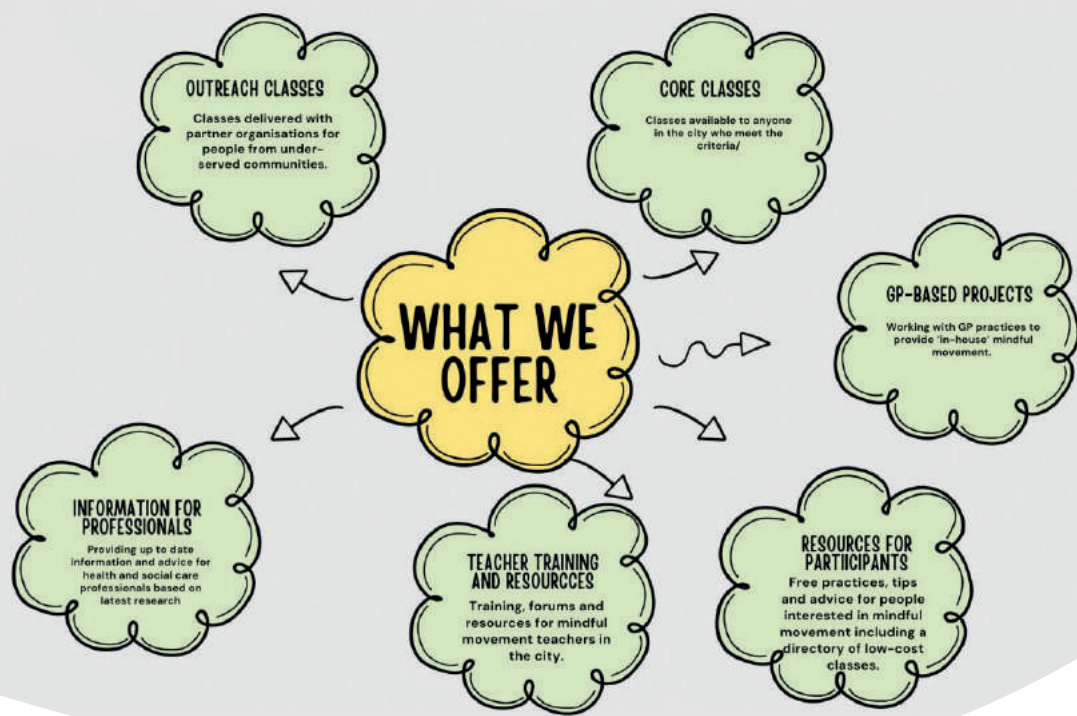 OUTREACH CLASSES
Classes delivered with
partner organisations for
people from under-
served communities.
CORE CLASSES
Classes available to anyone
in the city who meet the
criteria/
WHAT WE
OFFER
GP-BASED PROJECTS
Working with GP practices to
provide 'in-house' mindful
movement.
INFORMATION FOR
PROFESSIONALS
Providing up to date
information and advice for
health and social care
professionals based on
latest research
TEACHER TRAINING
AND RESOURCCES
Training, forums and
resources for mindful
movement teachers in
the city.
RESOURCES FOR
PARTIICIPANTS
Free practices, tips
and advice for people
interested in mindful
movement including a
directory of low-cost
classes.